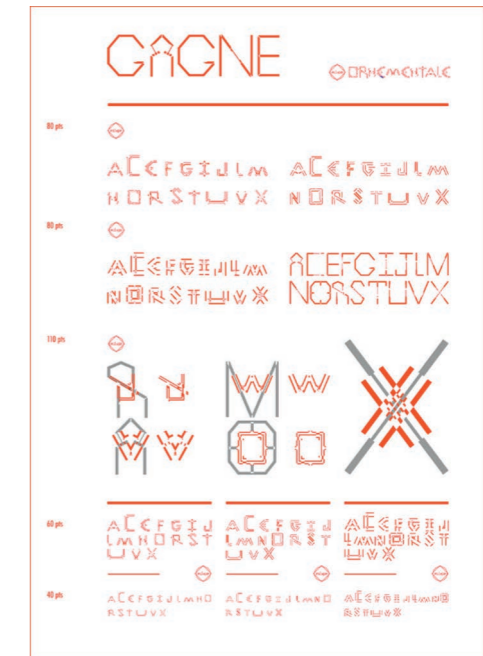 GAGNE
ORNEMENTALE
80 pts
ACEFGIJLM ACEFGIJLM
NORSTUVX NORSTUVX
80 pts
ACEFGIJLM ACEFGIJLM
NORSTUVX NORSTUVX
110 pts
X
60 pts
ACEFGIJ ACEFGIJ ACEFGIJ
LMNORST LMNORST LMNORST
UVX UVX UVX
40 pts
ACEFGIJLMNO ACEFGIJLMNO ACEFGIJLMNO
RSTUVX RSTUVX RSTUVX